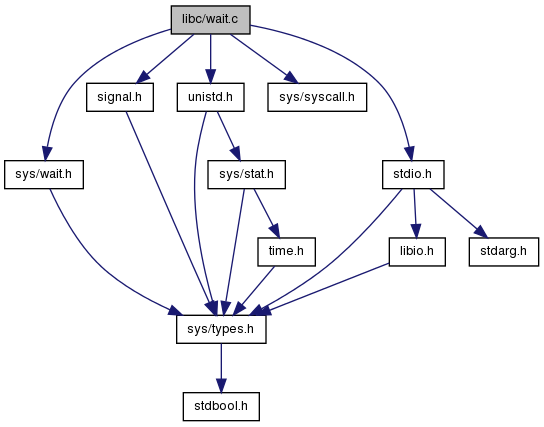 libc/wait.c
signal.h
unistd.h
sys/syscall.h
sys/wait.h
sys/stat.h
stdio.h
time.h
libio.h
stdarg.h
sys/types.h
stdbool.h